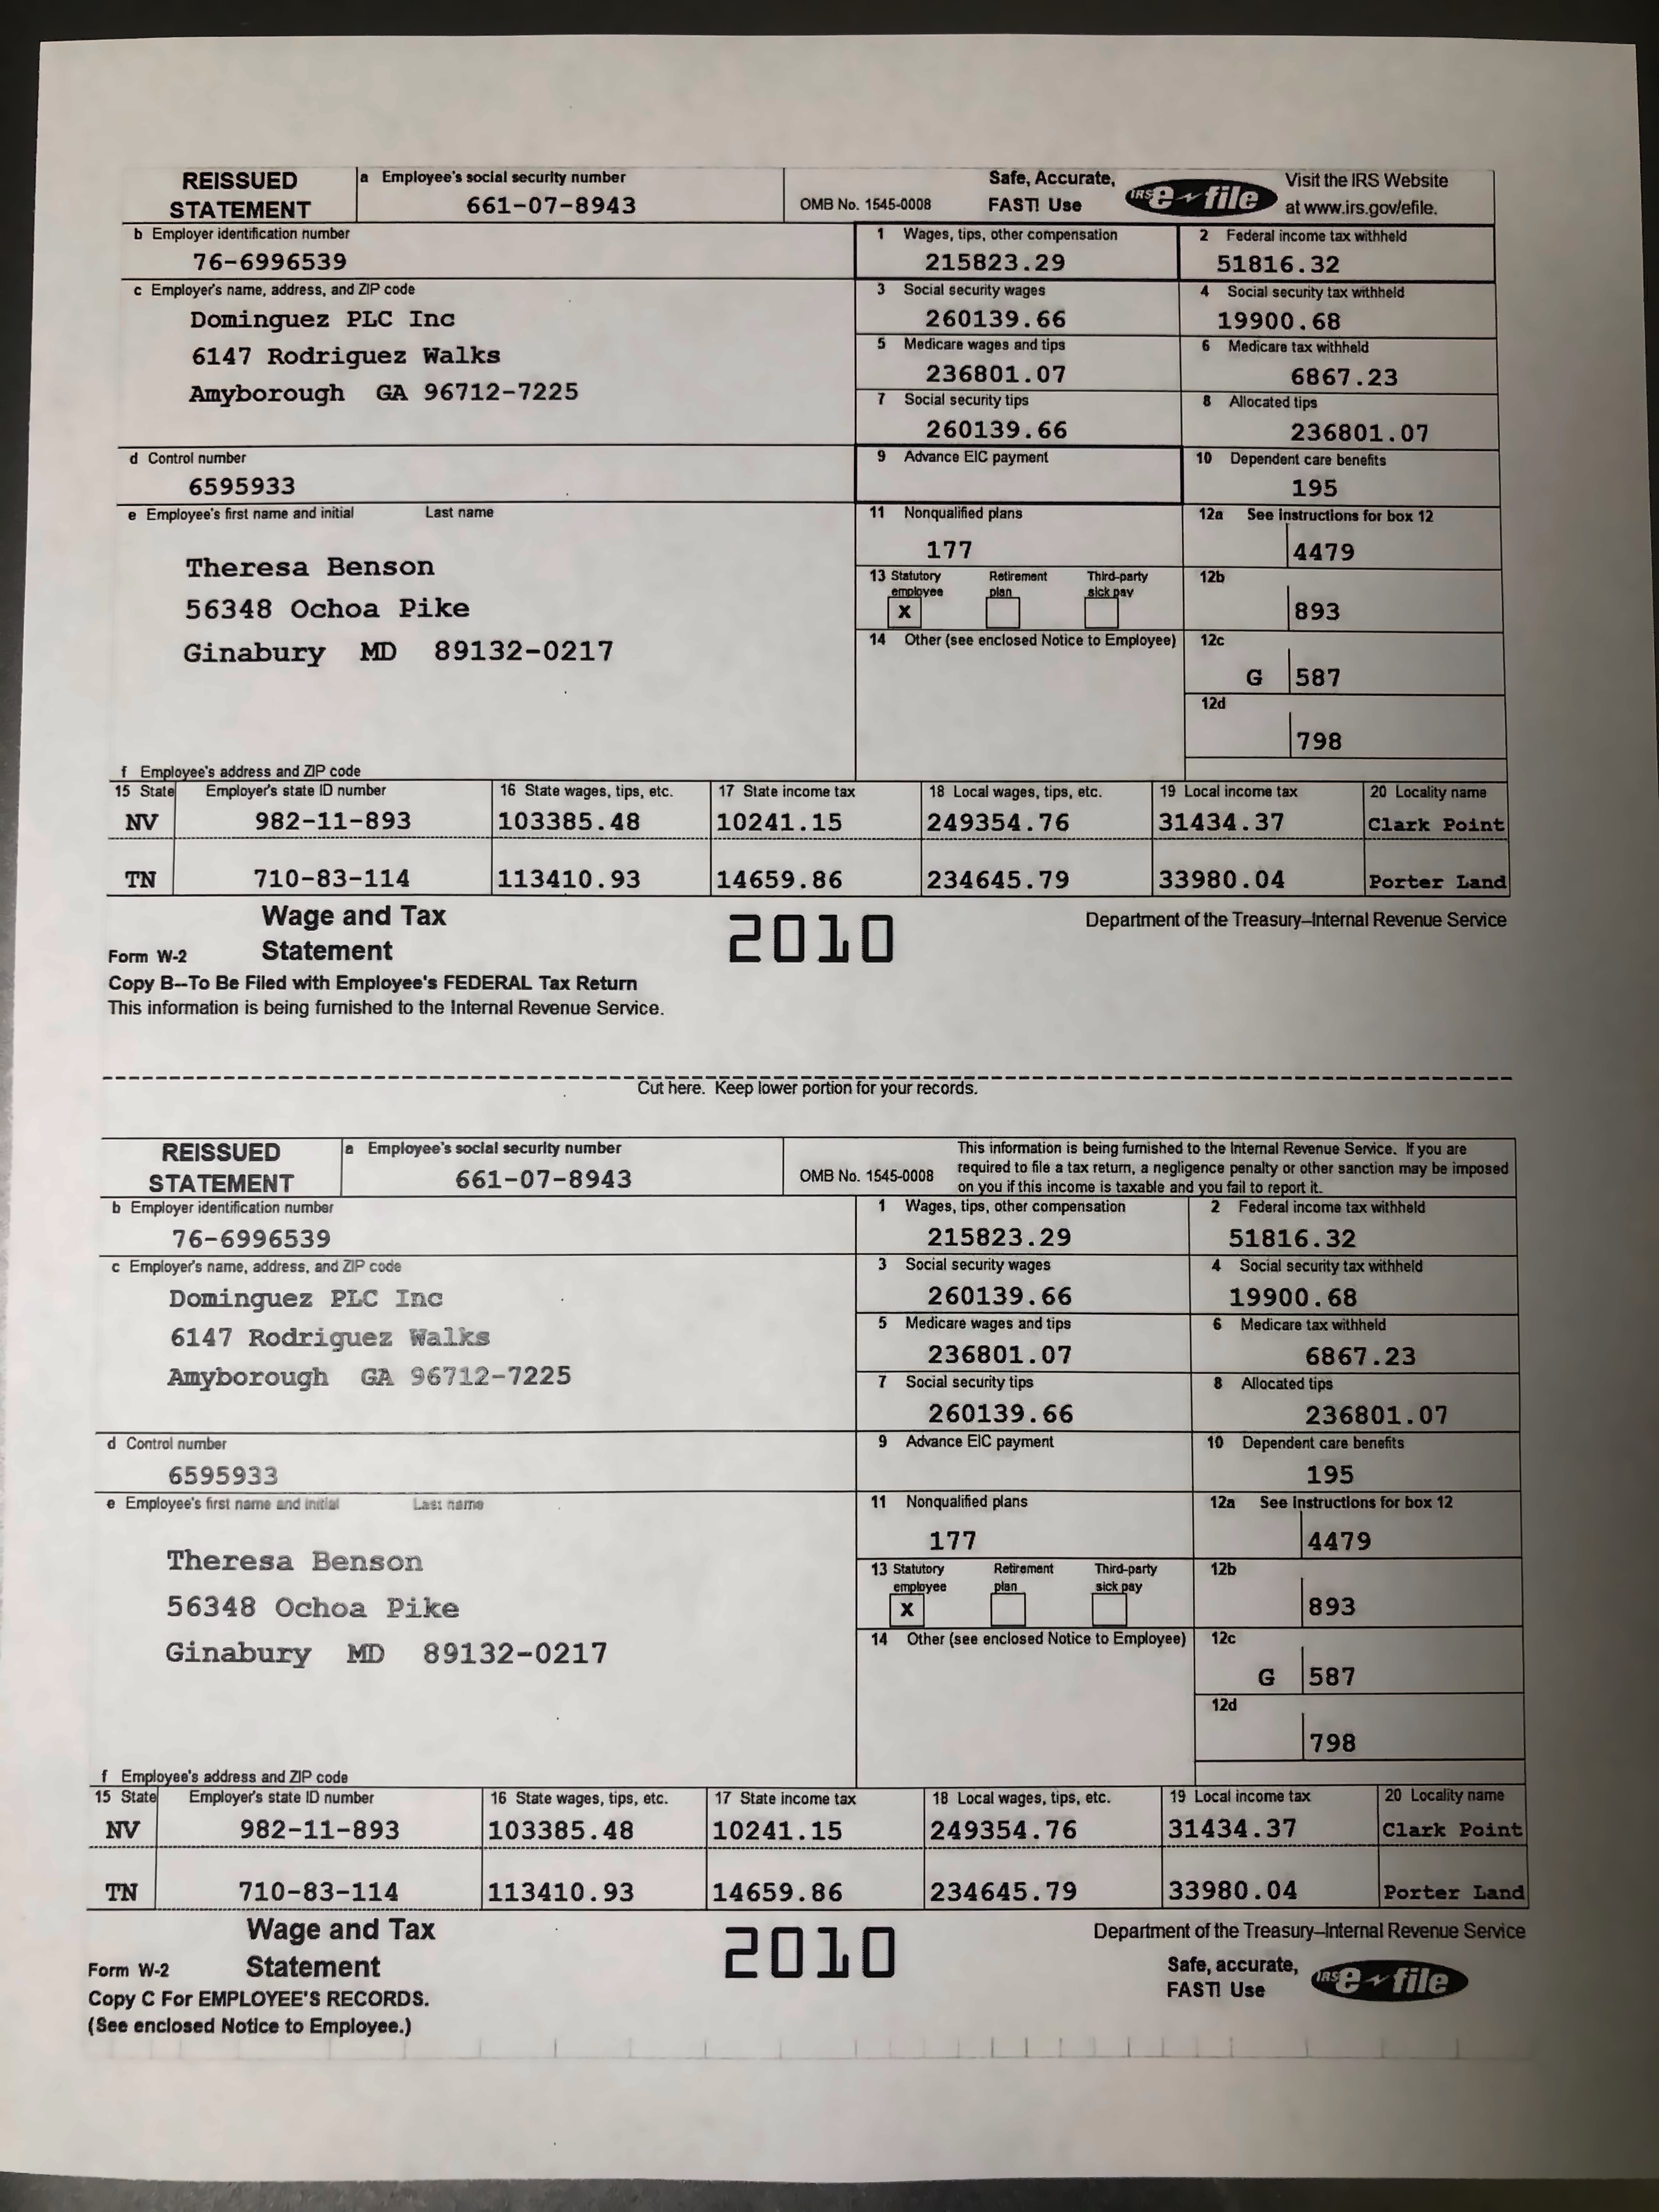 REISSUED STATEMENT
a Employee's social security number
661-07-8943
OMB No. 1545-0008
Safe, Accurate, FAST! Use
IRS e-file
Visit the IRS Website at www.irs.gov/efile.
b Employer identification number
76-6996539
1 Wages, tips, other compensation
215823.29
2 Federal income tax withheld
51816.32
c Employer's name, address, and ZIP code
Dominguez PLC Inc
6147 Rodriguez Walks
Amyborough GA 96712-7225
3 Social security wages
260139.66
4 Social security tax withheld
19900.68
5 Medicare wages and tips
236801.07
6 Medicare tax withheld
6867.23
7 Social security tips
260139.66
8 Allocated tips
236801.07
d Control number
6595933
9 Advance EIC payment
10 Dependent care benefits
195
e Employee's first name and initial Last name
Theresa Benson
56348 Ochoa Pike
Ginabury MD 89132-0217
11 Nonqualified plans
177
12a See instructions for box 12
4479
13 Statutory employee
X
Retirement plan
Third-party sick pay
12b
893
14 Other (see enclosed Notice to Employee)
12c
G 587
12d
798
f Employee's address and ZIP code
15 State Employer's state ID number 16 State wages, tips, etc. 17 State income tax 18 Local wages, tips, etc. 19 Local income tax 20 Locality name
NV 982-11-893 103385.48 10241.15 249354.76 31434.37 Clark Point
TN 710-83-114 113410.93 14659.86 234645.79 33980.04 Porter Land
Form W-2 Wage and Tax Statement
2010
Department of the Treasury–Internal Revenue Service
Copy B--To Be Filed with Employee's FEDERAL Tax Return
This information is being furnished to the Internal Revenue Service.
Cut here. Keep lower portion for your records.
REISSUED STATEMENT
a Employee's social security number
661-07-8943
OMB No. 1545-0008
This information is being furnished to the Internal Revenue Service. If you are
required to file a tax return, a negligence penalty or other sanction may be imposed
on you if this income is taxable and you fail to report it.
b Employer identification number
76-6996539
1 Wages, tips, other compensation
215823.29
2 Federal income tax withheld
51816.32
c Employer's name, address, and ZIP code
Dominguez PLC Inc
6147 Rodriguez Walks
Amyborough GA 96712-7225
3 Social security wages
260139.66
4 Social security tax withheld
19900.68
5 Medicare wages and tips
236801.07
6 Medicare tax withheld
6867.23
7 Social security tips
260139.66
8 Allocated tips
236801.07
d Control number
6595933
9 Advance EIC payment
10 Dependent care benefits
195
e Employee's first name and initial Last name
Theresa Benson
56348 Ochoa Pike
Ginabury MD 89132-0217
11 Nonqualified plans
177
12a See instructions for box 12
4479
13 Statutory employee
X
Retirement plan
Third-party sick pay
12b
893
14 Other (see enclosed Notice to Employee)
12c
G 587
12d
798
f Employee's address and ZIP code
15 State Employer's state ID number 16 State wages, tips, etc. 17 State income tax 18 Local wages, tips, etc. 19 Local income tax 20 Locality name
NV 982-11-893 103385.48 10241.15 249354.76 31434.37 Clark Point
TN 710-83-114 113410.93 14659.86 234645.79 33980.04 Porter Land
Form W-2 Wage and Tax Statement
2010
Department of the Treasury–Internal Revenue Service
Safe, accurate, FAST! Use
IRS e-file
Copy C For EMPLOYEE'S RECORDS.
(See enclosed Notice to Employee.)